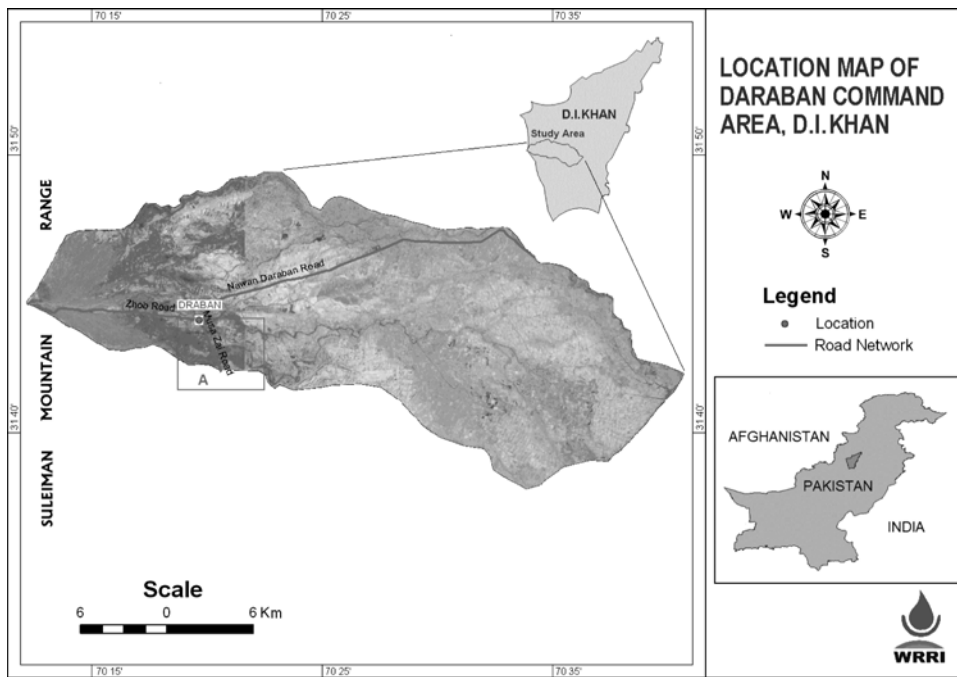 70 15'
70 25'
70 35'
31 50'
31 50'
D.I.KHAN
Study Area
RANGE
Nawan Daraban Road
Zhob Road
DRABAN
Musa Zai Road
A
MOUNTAIN
31 40'
31 40'
SULEIMAN
Scale
6 0 6 Km
70 15'
70 25'
70 35'
LOCATION MAP OF
DARABAN COMMAND
AREA, D.I.KHAN
N
W E
S
Legend
Location
Road Network
AFGHANISTAN
PAKISTAN
INDIA
WRRI